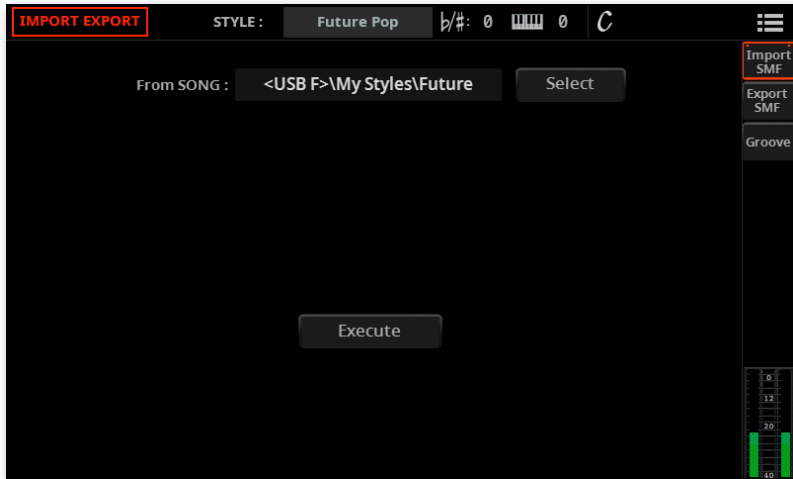 IMPORT EXPORT STYLE : Future Pop ♭/♯: 0 0 C
From SONG : <USB F>\My Styles\Future Select
Execute
Import
SMF
Export
SMF
Groove
0
12
20
40